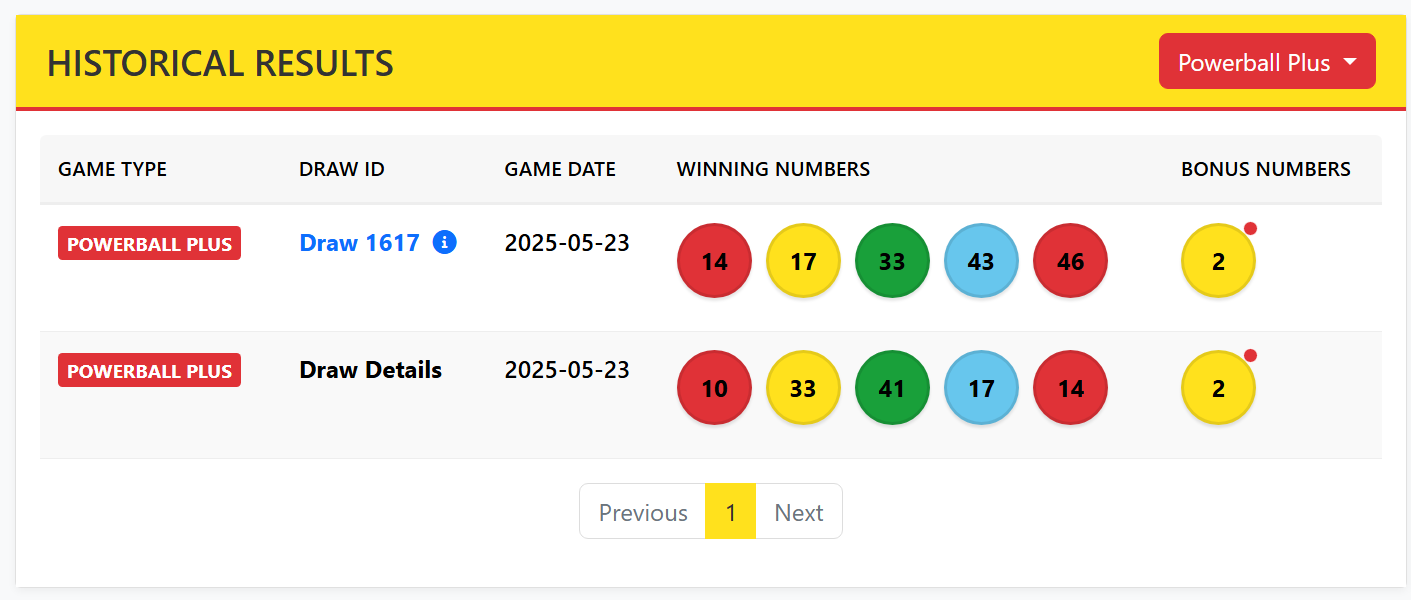 HISTORICAL RESULTS Powerball Plus
GAME TYPE DRAW ID GAME DATE WINNING NUMBERS BONUS NUMBERS
POWERBALL PLUS Draw 1617 i 2025-05-23 14 17 33 43 46 2
POWERBALL PLUS Draw Details 2025-05-23 10 33 41 17 14 2
Previous 1 Next